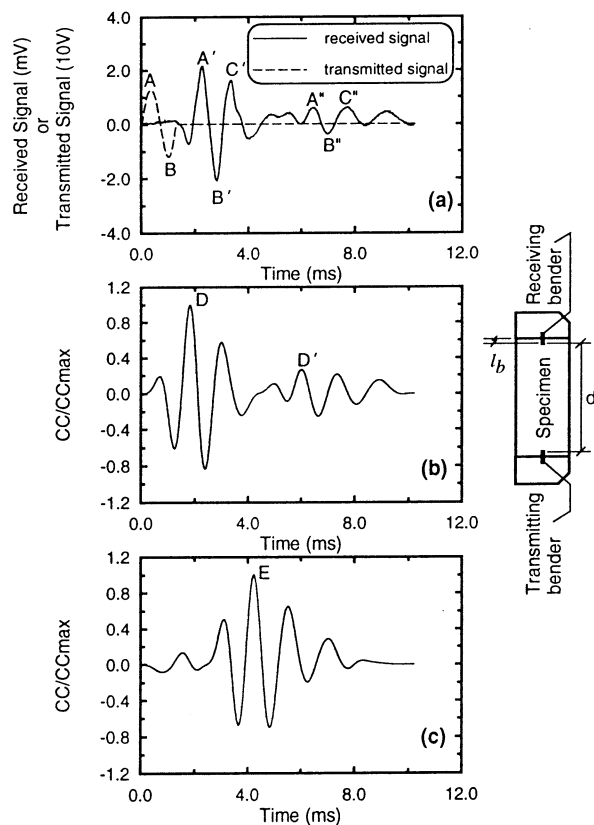 Received Signal (mV)
or
Transmitted Signal (10V)
4.0
2.0
0.0
-2.0
-4.0
received signal
transmitted signal
A
B
A′
B′
C′
A"
B"
C"
(a)
0.0
4.0
8.0
12.0
Time (ms)
CC/CCmax
1.2
0.8
0.4
0.0
-0.4
-0.8
-1.2
D
D′
(b)
0.0
4.0
8.0
12.0
Time (ms)
CC/CCmax
1.2
0.8
0.4
0.0
-0.4
-0.8
-1.2
E
(c)
0.0
4.0
8.0
12.0
Time (ms)
Receiving
bender
lb
Specimen
d
Transmitting
bender